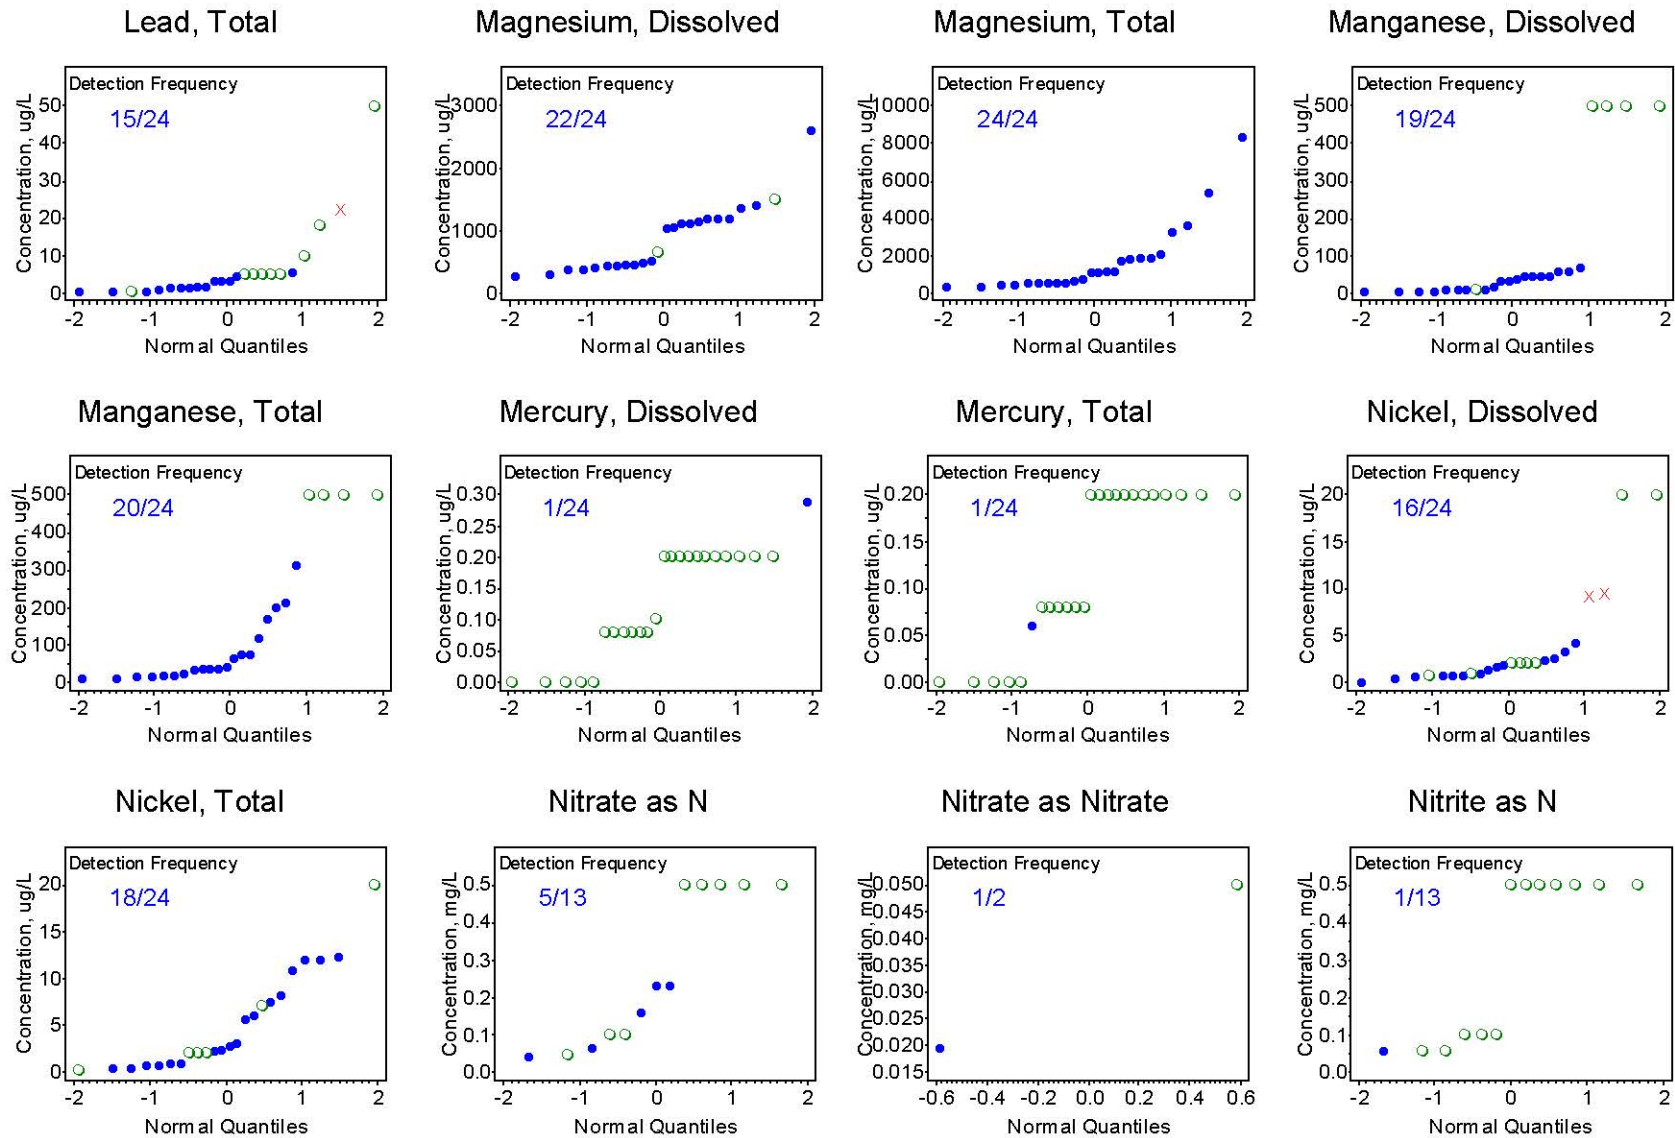 Lead, Total
Magnesium, Dissolved
Magnesium, Total
Manganese, Dissolved
Concentration, ug/L
Detection Frequency
15/24
50
40
30
20
10
0
-2 -1 0 1 2
Normal Quantiles
Concentration, ug/L
Detection Frequency
22/24
3000
2000
1000
0
-2 -1 0 1 2
Normal Quantiles
Concentration, ug/L
Detection Frequency
24/24
10000
8000
6000
4000
2000
0
-2 -1 0 1 2
Normal Quantiles
Concentration, ug/L
Detection Frequency
19/24
500
400
300
200
100
0
-2 -1 0 1 2
Normal Quantiles
Manganese, Total
Mercury, Dissolved
Mercury, Total
Nickel, Dissolved
Concentration, ug/L
Detection Frequency
20/24
500
400
300
200
100
0
-2 -1 0 1 2
Normal Quantiles
Concentration, ug/L
Detection Frequency
1/24
0.30
0.25
0.20
0.15
0.10
0.05
0.00
-2 -1 0 1 2
Normal Quantiles
Concentration, ug/L
Detection Frequency
1/24
0.20
0.15
0.10
0.05
0.00
-2 -1 0 1 2
Normal Quantiles
Concentration, ug/L
Detection Frequency
16/24
20
15
10
5
0
-2 -1 0 1 2
Normal Quantiles
Nickel, Total
Nitrate as N
Nitrate as Nitrate
Nitrite as N
Concentration, ug/L
Detection Frequency
18/24
20
15
10
5
0
-2 -1 0 1 2
Normal Quantiles
Concentration, mg/L
Detection Frequency
5/13
0.5
0.4
0.3
0.2
0.1
0.0
-2 -1 0 1 2
Normal Quantiles
Concentration, mg/L
Detection Frequency
1/2
0.050
0.045
0.040
0.035
0.030
0.025
0.020
0.015
-0.6 -0.4 -0.2 0.0 0.2 0.4 0.6
Normal Quantiles
Concentration, mg/L
Detection Frequency
1/13
0.5
0.4
0.3
0.2
0.1
0.0
-2 -1 0 1 2
Normal Quantiles